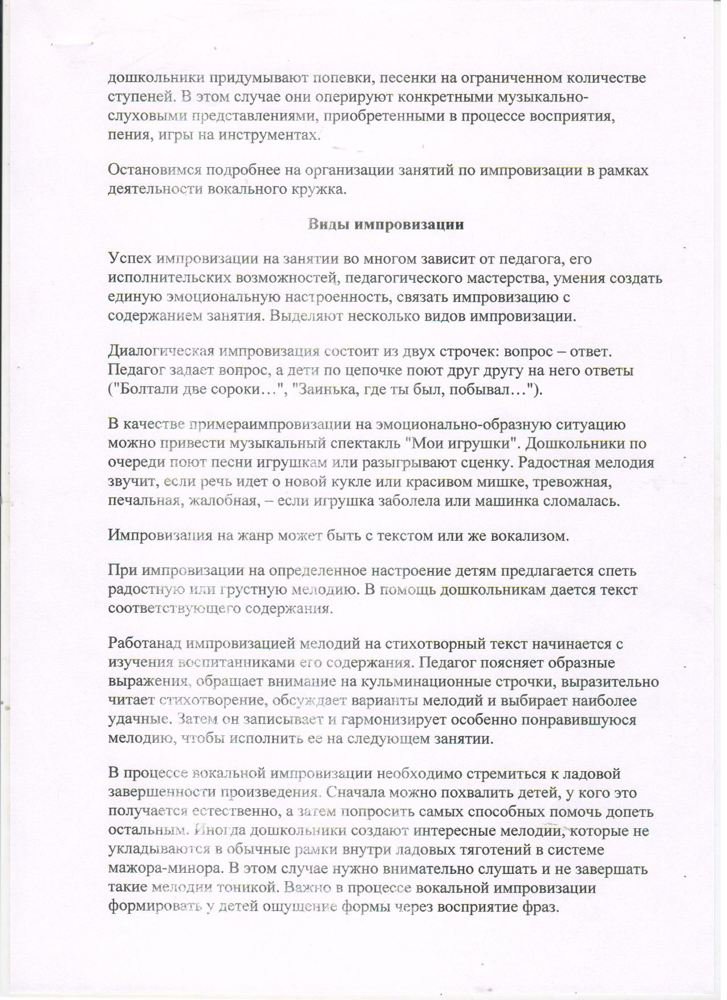 дошкольники придумывают попевки, песенки на ограниченном количестве
ступеней. В этом случае они оперируют конкретными музыкально-
слуховыми представлениями, приобретенными в процессе восприятия,
пения, игры на инструментах.
Остановимся подробнее на организации занятий по импровизации в рамках
деятельности вокального кружка.
Виды импровизации
Успех импровизации на занятии во многом зависит от педагога, его
исполнительских возможностей, педагогического мастерства, умения создать
единую эмоциональную настроенность, связать импровизацию с
содержанием занятия. Выделяют несколько видов импровизации.
Диалогическая импровизация состоит из двух строчек: вопрос – ответ.
Педагог задает вопрос, а дети по цепочке поют друг другу на него ответы
("Болтали две сороки…", "Заинька, где ты был, побывал…").
В качестве примераимпровизации на эмоционально-образную ситуацию
можно привести музыкальный спектакль "Мои игрушки". Дошкольники по
очереди поют песни игрушкам или разыгрывают сценку. Радостная мелодия
звучит, если речь идет о новой кукле или красивом мишке, тревожная,
печальная, жалобная, – если игрушка заболела или машинка сломалась.
Импровизация на жанр может быть с текстом или же вокализом.
При импровизации на определенное настроение детям предлагается спеть
радостную или грустную мелодию. В помощь дошкольникам дается текст
соответствующего содержания.
Работанад импровизацией мелодий на стихотворный текст начинается с
изучения воспитанниками его содержания. Педагог поясняет образные
выражения, обращает внимание на кульминационные строчки, выразительно
читает стихотворение, обсуждает варианты мелодий и выбирает наиболее
удачные. Затем он записывает и гармонизирует особенно понравившуюся
мелодию, чтобы исполнить ее на следующем занятии.
В процессе вокальной импровизации необходимо стремиться к ладовой
завершенности произведения. Сначала можно похвалить детей, у кого это
получается естественно, а затем попросить самых способных помочь допеть
остальным. Иногда дошкольники создают интересные мелодии, которые не
укладываются в обычные рамки внутри ладовых тяготений в системе
мажора-минора. В этом случае нужно внимательно слушать и не завершать
такие мелодии тоникой. Важно в процессе вокальной импровизации
формировать у детей ощущение формы через восприятие фраз.